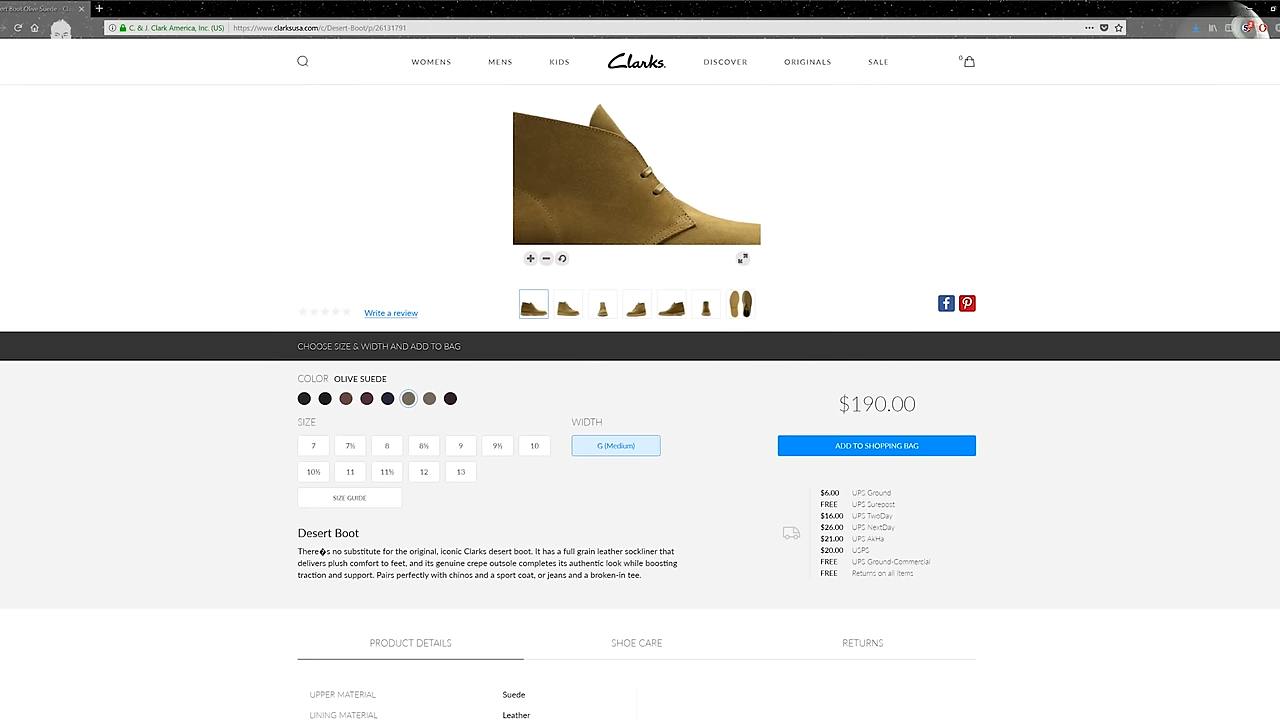 ert Boot Olive Suede - Cl...
C. & J. Clark America, Inc. (US)
https://www.clarksusa.com/c/Desert-Boot/p/26131791
WOMENS
MENS
KIDS
Clarks.
DISCOVER
ORIGINALS
SALE
0
Write a review
CHOOSE SIZE & WIDTH AND ADD TO BAG
COLOR OLIVE SUEDE
SIZE
7 7½ 8 8½ 9 9½ 10
10½ 11 11½ 12 13
SIZE GUIDE
WIDTH
G (Medium)
$190.00
ADD TO SHOPPING BAG
$6.00 UPS Ground
FREE UPS Surepost
$16.00 UPS TwoDay
$26.00 UPS NextDay
$21.00 UPS AkHa
$20.00 USPS
FREE UPS Ground-Commercial
FREE Returns on all Items
Desert Boot
There�s no substitute for the original, iconic Clarks desert boot. It has a full grain leather sockliner that
delivers plush comfort to feet, and its genuine crepe outsole completes its authentic look while boosting
traction and support. Pairs perfectly with chinos and a sport coat, or jeans and a broken-in tee.
PRODUCT DETAILS
SHOE CARE
RETURNS
UPPER MATERIAL Suede
LINING MATERIAL Leather